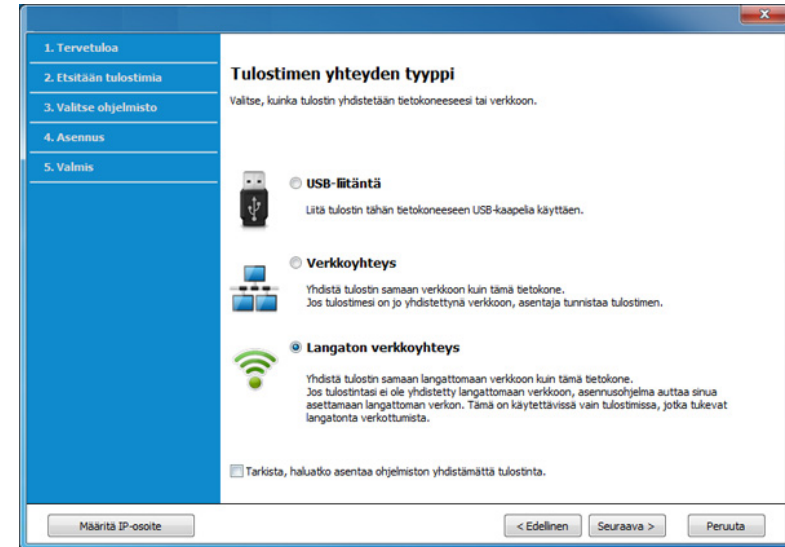 1. Tervetuloa
2. Etsitään tulostimia
3. Valitse ohjelmisto
4. Asennus
5. Valmis
Tulostimen yhteyden tyyppi
Valitse, kuinka tulostin yhdistetään tietokoneeseesi tai verkkoon.
USB-liitäntä
Liitä tulostin tähän tietokoneeseen USB-kaapelia käyttäen.
Verkkoyhteys
Yhdistä tulostin samaan verkkoon kuin tämä tietokone.
Jos tulostimesi on jo yhdistettynä verkkoon, asentaja tunnistaa tulostimen.
Langaton verkkoyhteys
Yhdistä tulostin samaan langattomaan verkkoon kuin tämä tietokone.
Jos tulostintasi ei ole yhdistetty langattomaan verkkoon, asennusohjelma auttaa sinua
asettamaan langattoman verkon. Tämä on käytettävissä vain tulostimissa, jotka tukevat
langatonta verkottumista.
Tarkista, haluatko asentaa ohjelmiston yhdistämättä tulostinta.
Määritä IP-osoite
< Edellinen
Seuraava >
Peruuta